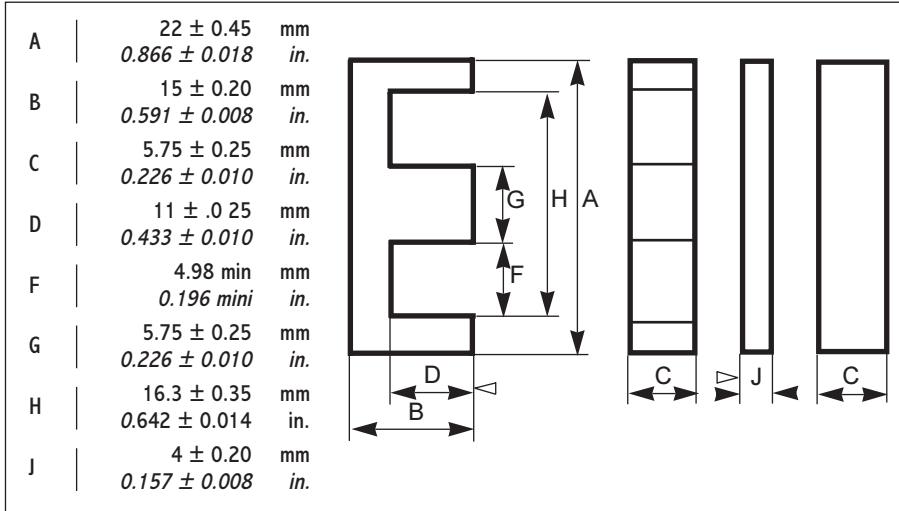 A 22 ± 0.45 mm
0.866 ± 0.018 in.
B 15 ± 0.20 mm
0.591 ± 0.008 in.
C 5.75 ± 0.25 mm
0.226 ± 0.010 in.
D 11 ± .0 25 mm
0.433 ± 0.010 in.
F 4.98 min mm
0.196 mini in.
G 5.75 ± 0.25 mm
0.226 ± 0.010 in.
H 16.3 ± 0.35 mm
0.642 ± 0.014 in.
J 4 ± 0.20 mm
0.157 ± 0.008 in.
G H A
F
D
B
C J C